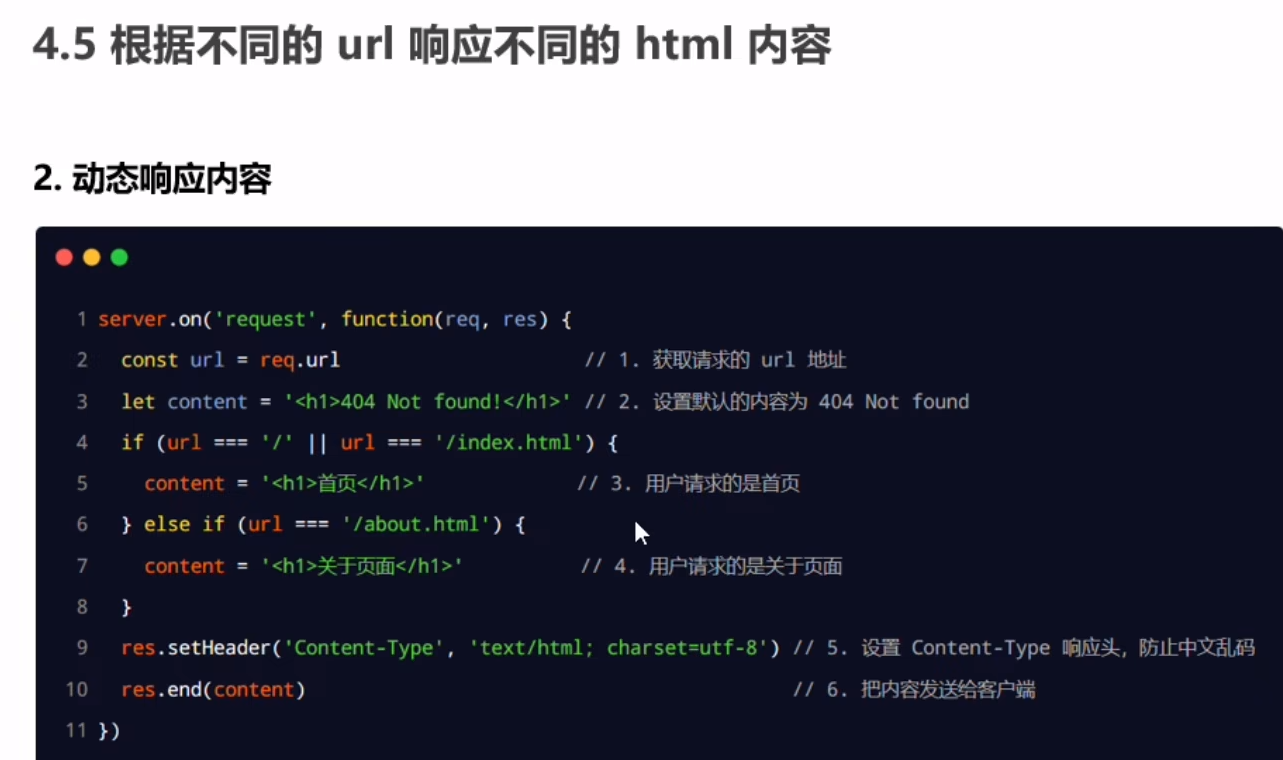 4.5 根据不同的 url 响应不同的 html 内容
2. 动态响应内容
1 server.on('request', function(req, res) {
2   const url = req.url                     // 1. 获取请求的 url 地址
3   let content = '<h1>404 Not found!</h1>' // 2. 设置默认的内容为 404 Not found
4   if (url === '/' || url === '/index.html') {
5     content = '<h1>首页</h1>'             // 3. 用户请求的是首页
6   } else if (url === '/about.html') {
7     content = '<h1>关于页面</h1>'          // 4. 用户请求的是关于页面
8   }
9   res.setHeader('Content-Type', 'text/html; charset=utf-8') // 5. 设置 Content-Type 响应头，防止中文乱码
10   res.end(content)                                          // 6. 把内容发送给客户端
11 })